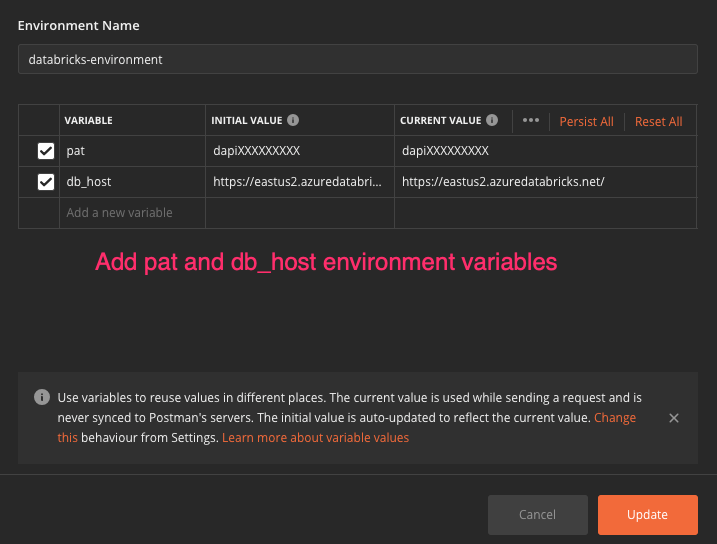 Environment Name
databricks-environment
VARIABLE INITIAL VALUE CURRENT VALUE ••• Persist All Reset All
pat dapiXXXXXXXXX dapiXXXXXXXXX
db_host https://eastus2.azuredatabri... https://eastus2.azuredatabricks.net/
Add a new variable
Add pat and db_host environment variables
Use variables to reuse values in different places. The current value is used while sending a request and is
never synced to Postman's servers. The initial value is auto-updated to reflect the current value. Change
this behaviour from Settings. Learn more about variable values
Cancel Update